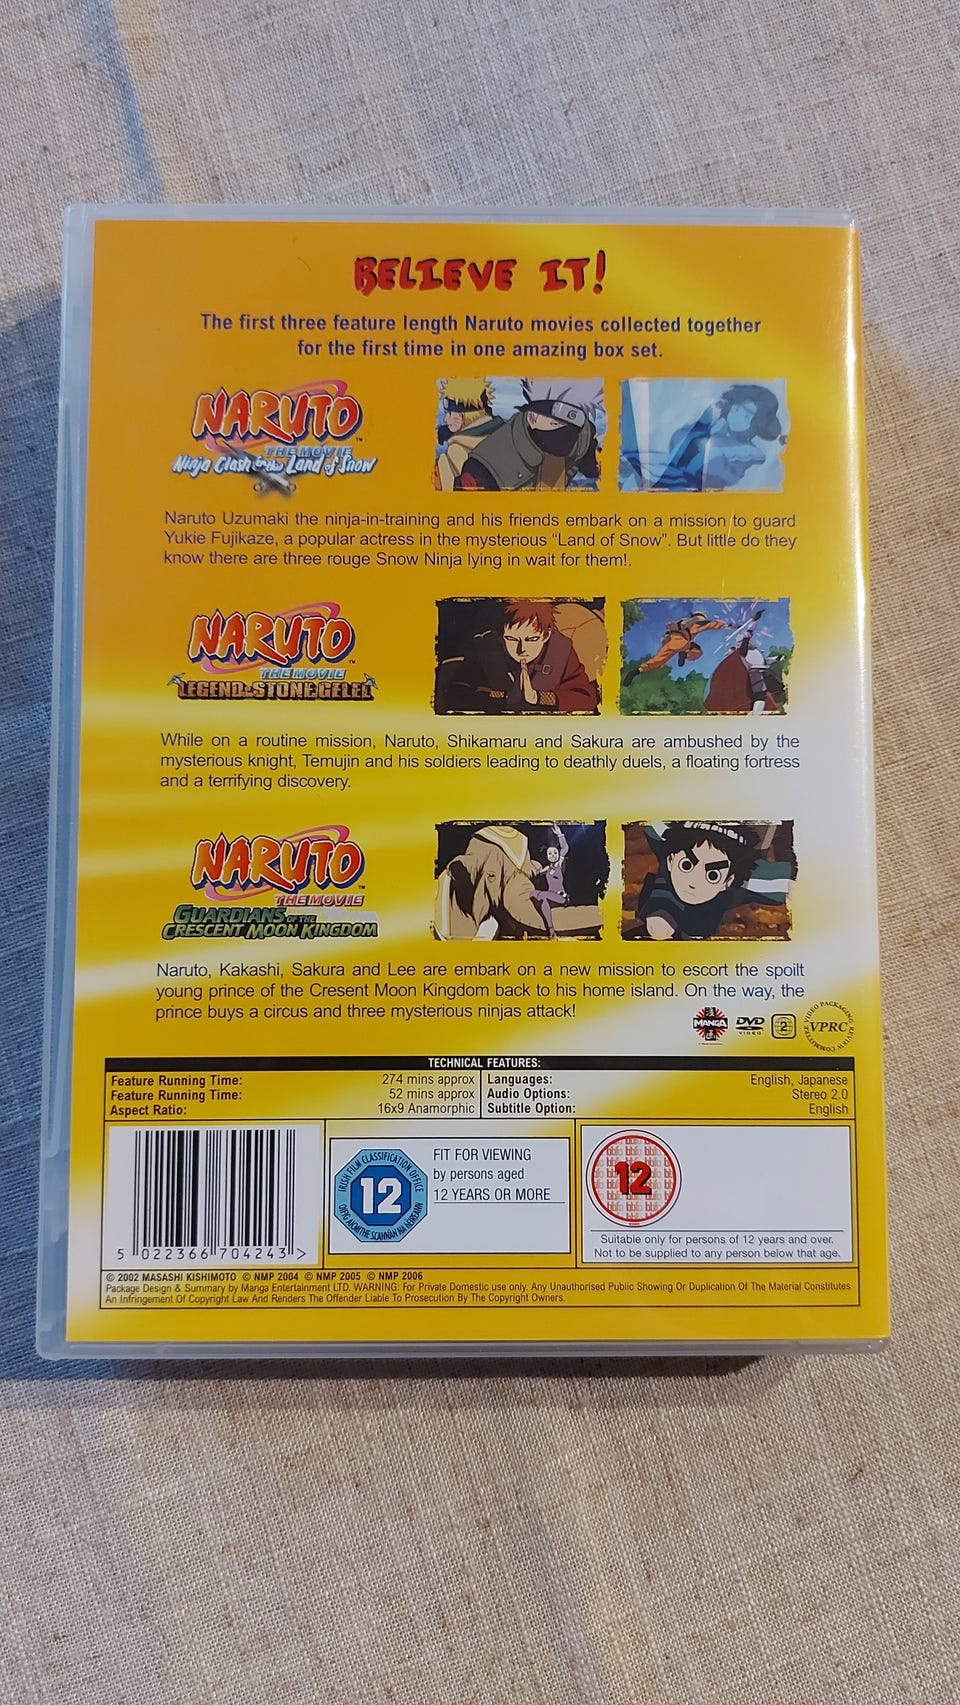 BELIEVE IT!
The first three feature length Naruto movies collected together
for the first time in one amazing box set.
NARUTO™
THE MOVIE
Ninja Clash in the Land of Snow
Naruto Uzumaki the ninja-in-training and his friends embark on a mission to guard
Yukie Fujikaze, a popular actress in the mysterious “Land of Snow”. But little do they
know there are three rouge Snow Ninja lying in wait for them!.
NARUTO™
THE MOVIE
LEGEND OF THE STONE OF GELEL
While on a routine mission, Naruto, Shikamaru and Sakura are ambushed by the
mysterious knight, Temujin and his soldiers leading to deathly duels, a floating fortress
and a terrifying discovery.
NARUTO™
THE MOVIE
GUARDIANS OF THE
CRESCENT MOON KINGDOM
Naruto, Kakashi, Sakura and Lee are embark on a new mission to escort the spoilt
young prince of the Cresent Moon Kingdom back to his home island. On the way, the
prince buys a circus and three mysterious ninjas attack!
MANGA
DVD
VIDEO
2
VIDEO PACKAGING REVIEW COMMITTEE
VPRC
TECHNICAL FEATURES:
Feature Running Time: 274 mins approx
Feature Running Time: 52 mins approx
Aspect Ratio: 16x9 Anamorphic
Languages: English, Japanese
Audio Options: Stereo 2.0
Subtitle Option: English
5 022366 704243 >
IRISH FILM CLASSIFICATION OFFICE
12
OIFIG AICMITHE SCANNÁN NA hÉIREANN
FIT FOR VIEWING
by persons aged
12 YEARS OR MORE
12
Suitable only for persons of 12 years and over.
Not to be supplied to any person below that age.
© 2002 MASASHI KISHIMOTO © NMP 2004 © NMP 2005 © NMP 2006
Package Design & Summary by Manga Entertainment LTD. WARNING: For Private Domestic use only. Any Unauthorised Public Showing Or Duplication Of The Material Constitutes
An Infringement Of Copyright Law And Renders The Offender Liable To Prosecution By The Copyright Owners.